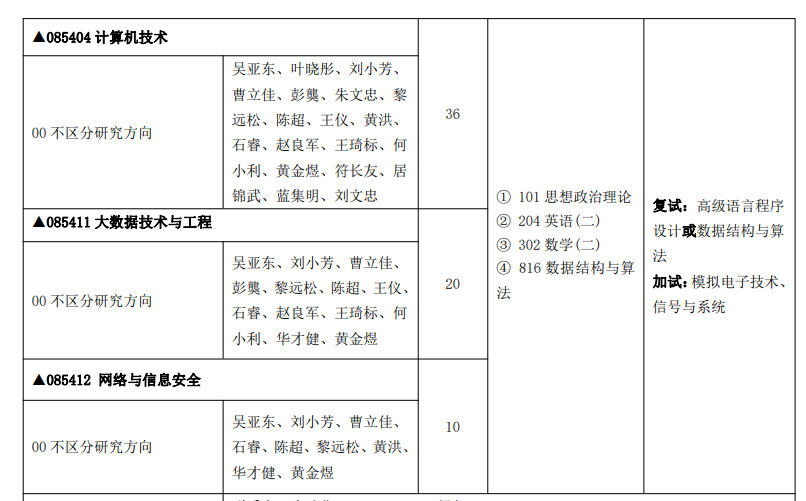 ▲085404 计算机技术
00 不区分研究方向
吴亚东、叶晓彤、刘小芳、
曹立佳、彭龑、朱文忠、黎
远松、陈超、王仪、黄洪、
石睿、赵良军、王琦标、何
小利、黄金煜、符长友、居
锦武、蓝集明、刘文忠
36
① 101 思想政治理论
② 204 英语(二)
③ 302 数学(二)
④ 816 数据结构与算
法
复试：高级语言程序
设计或数据结构与算
法
加试：模拟电子技术、
信号与系统
▲085411 大数据技术与工程
00 不区分研究方向
吴亚东、刘小芳、曹立佳、
彭龑、黎远松、陈超、王仪、
石睿、赵良军、王琦标、何
小利、华才健、黄金煜
20
▲085412 网络与信息安全
00 不区分研究方向
吴亚东、刘小芳、曹立佳、
石睿、陈超、黎远松、黄洪、
华才健、黄金煜
10